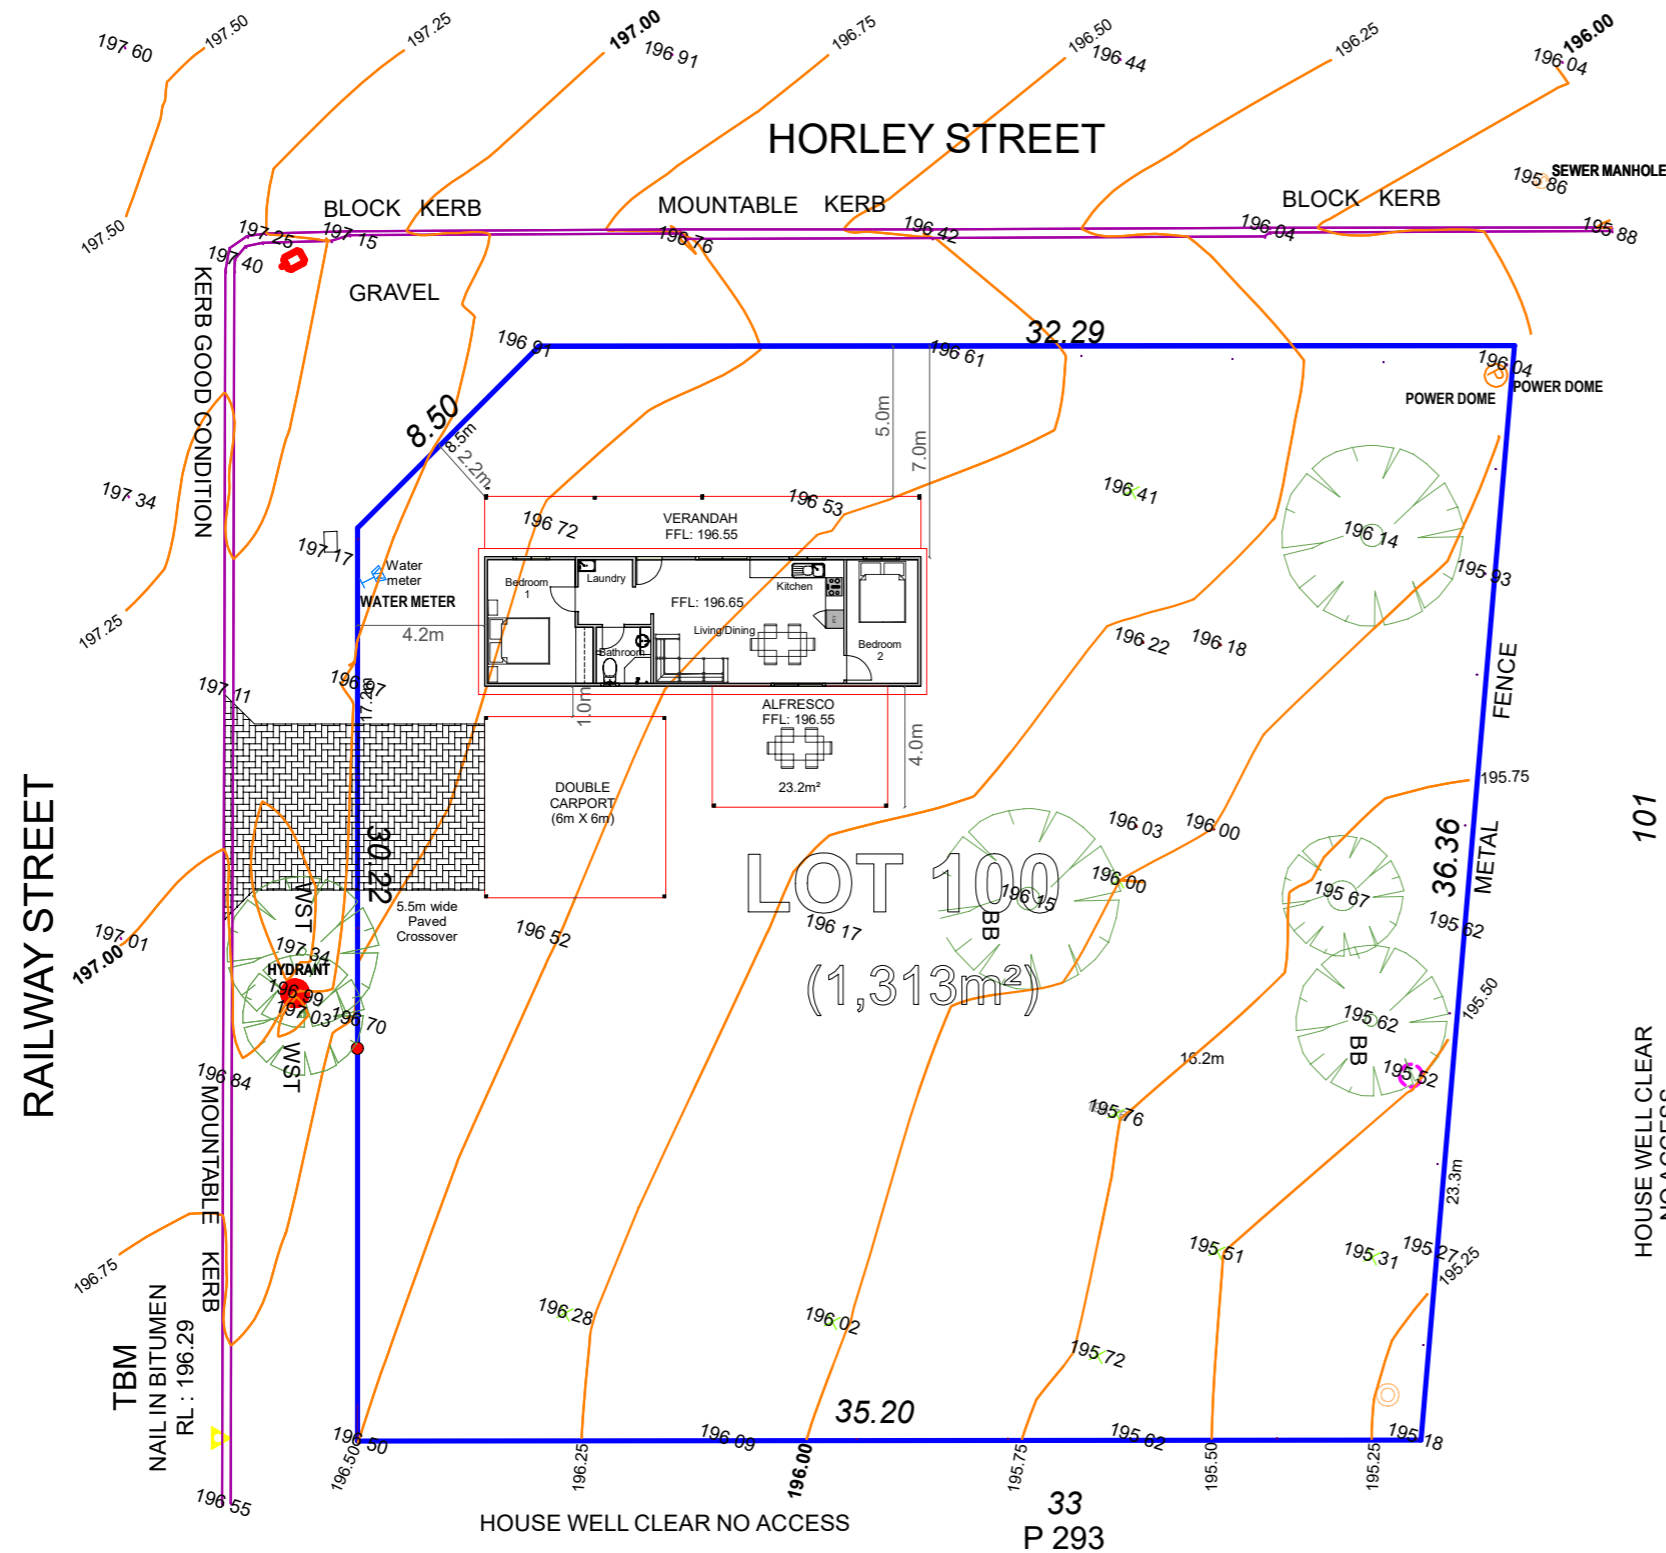 197.60
197.50
197.25
197.00
196.91
196.75
196.50
196.44
196.25
196.00
196.04
HORLEY STREET
SEWER MANHOLE
195.86
BLOCK KERB
MOUNTABLE KERB
BLOCK KERB
197.50
197.25
197.15
196.76
196.42
196.04
195.88
197.40
GRAVEL
KERB GOOD CONDITION
196.91
196.61
32.29
196.04
POWER DOME
POWER DOME
P
8.50
8.5m
2.2m
5.0m
7.0m
197.34
196.72
VERANDAH
FFL: 196.55
196.53
196.41
196.14
197.17
Water
meter
WATER METER
4.2m
Bedroom
1
Laundry
Kitchen
FFL: 196.65
Living/Dining
Bathroom
Bedroom
2
195.93
197.25
196.22
196.18
197.11
196.97
1.0m
ALFRESCO
FFL: 196.55
23.2m²
4.0m
METAL FENCE
195.75
DOUBLE
CARPORT
(6m X 6m)
RAILWAY STREET
30.22
196.03
196.00
36.36
101
LOT 100
(1,313m²)
196.15
196.00
BB
195.67
195.62
5.5m wide
Paved
Crossover
WST
197.01
197.00
196.52
196.17
197.34
HYDRANT
196.99
197.03
196.70
WST
195.50
195.62
BB
195.52
16.2m
196.84
195.76
23.3m
HOUSE WELL CLEAR
NO ACCESS
MOUNTABLE KERB
196.75
195.51
195.31
195.27
195.25
196.28
196.02
195.72
TBM
NAIL IN BITUMEN
RL : 196.29
35.20
196.50
196.09
195.62
195.18
196.50
196.25
196.00
195.75
195.50
195.25
196.55
HOUSE WELL CLEAR NO ACCESS
33
P 293